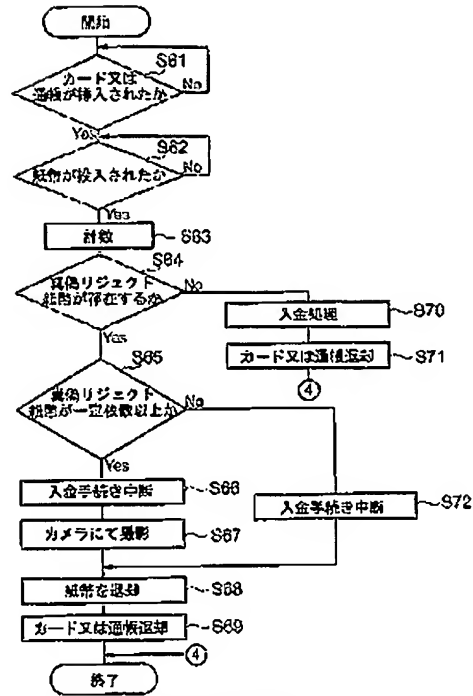 開始
S61
カード又は
通帳が挿入されたか
No
Yes
S62
紙幣が投入されたか
No
Yes
計数
S63
S64
真偽リジェクト
紙幣が存在するか
No
Yes
入金処理
S70
カード又は通帳返却
S71
④
S65
真偽リジェクト
紙幣が一定枚数以上か
No
Yes
入金手続き中断
S66
カメラにて撮影
S67
入金手続き中断
S72
紙幣を返却
S68
カード又は通帳返却
S69
④
終了